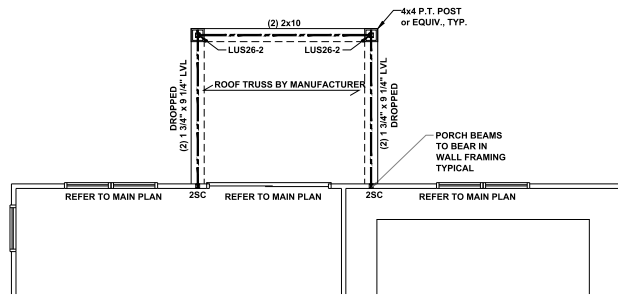 (2) 2x10
4x4 P.T. POST
or EQUIV., TYP.
LUS26-2
LUS26-2
ROOF TRUSS BY MANUFACTURER
DROPPED
(2) 1 3/4" x 9 1/4" LVL
(2) 1 3/4" x 9 1/4" LVL
DROPPED
PORCH BEAMS
TO BEAR IN
WALL FRAMING
TYPICAL
REFER TO MAIN PLAN
2SC
REFER TO MAIN PLAN
2SC
REFER TO MAIN PLAN